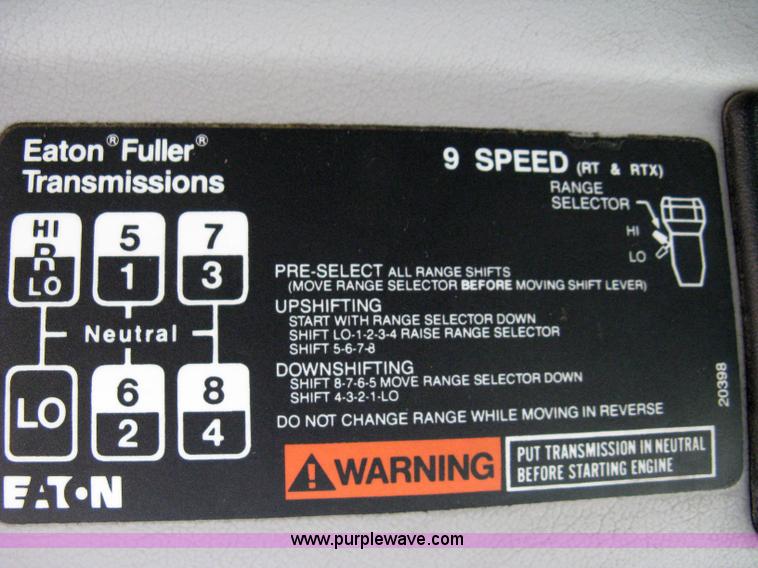 Eaton® Fuller®
Transmissions
9 SPEED (RT & RTX)
RANGE
SELECTOR
HI
LO
HI
R
LO
5
1
7
3
Neutral
LO
6
2
8
4
PRE-SELECT ALL RANGE SHIFTS
(MOVE RANGE SELECTOR BEFORE MOVING SHIFT LEVER)
UPSHIFTING
START WITH RANGE SELECTOR DOWN
SHIFT LO-1-2-3-4 RAISE RANGE SELECTOR
SHIFT 5-6-7-8
DOWNSHIFTING
SHIFT 8-7-6-5 MOVE RANGE SELECTOR DOWN
SHIFT 4-3-2-1-LO
DO NOT CHANGE RANGE WHILE MOVING IN REVERSE
20398
WARNING
PUT TRANSMISSION IN NEUTRAL
BEFORE STARTING ENGINE
EATON
www.purplewave.com